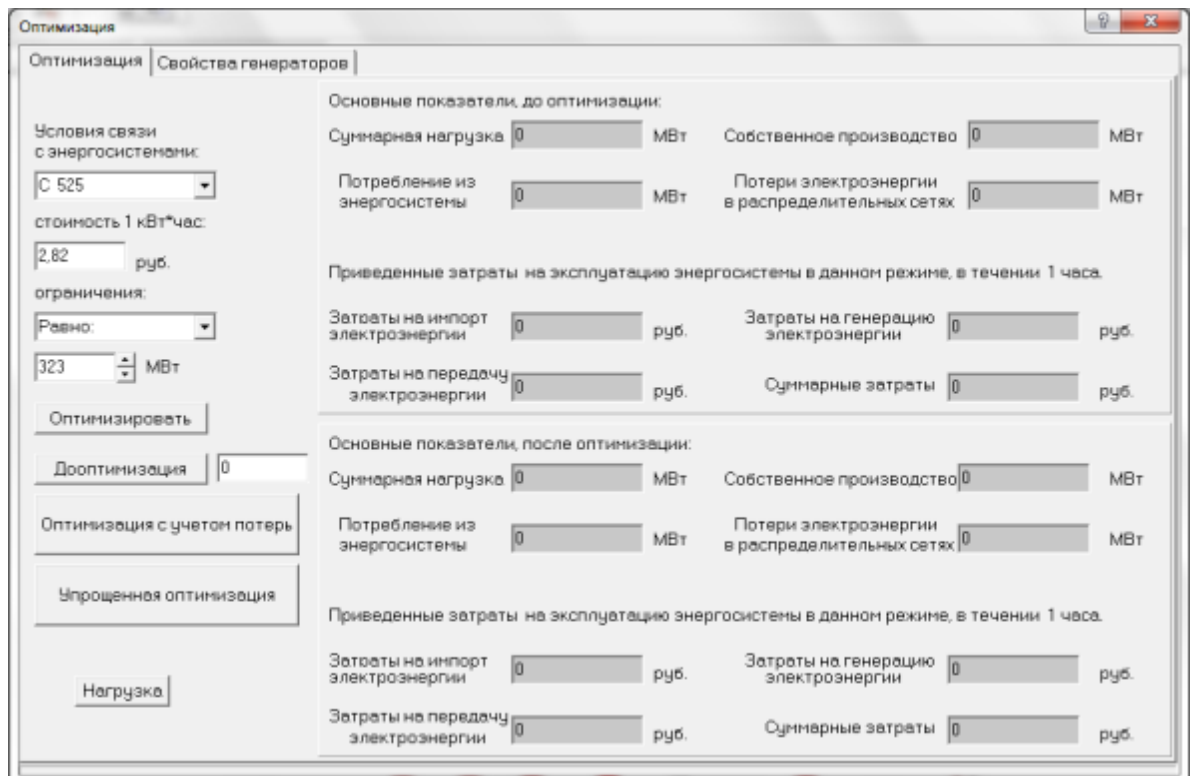 Оптимизация
Оптимизация Свойства генераторов
Условия связи
с энергосистемами:
С 525
стоимость 1 кВт*час:
2,82 руб.
ограничения:
Равно:
323 МВт
Оптимизировать
Дооптимизация 0
Оптимизация с учетом потерь
Упрощенная оптимизация
Нагрузка
Основные показатели, до оптимизации:
Суммарная нагрузка 0 МВт Собственное производство 0 МВт
Потребление из
энергосистемы 0 МВт
Потери электроэнергии
в распределительных сетях 0 МВт
Приведенные затраты на эксплуатацию энергосистемы в данном режиме, в течении 1 часа.
Затраты на импорт
электроэнергии 0 руб.
Затраты на генерацию
электроэнергии 0 руб.
Затраты на передачу
электроэнергии 0 руб.
Суммарные затраты 0 руб.
Основные показатели, после оптимизации:
Суммарная нагрузка 0 МВт Собственное производство 0 МВт
Потребление из
энергосистемы 0 МВт
Потери электроэнергии
в распределительных сетях 0 МВт
Приведенные затраты на эксплуатацию энергосистемы в данном режиме, в течении 1 часа.
Затраты на импорт
электроэнергии 0 руб.
Затраты на генерацию
электроэнергии 0 руб.
Затраты на передачу
электроэнергии 0 руб.
Суммарные затраты 0 руб.